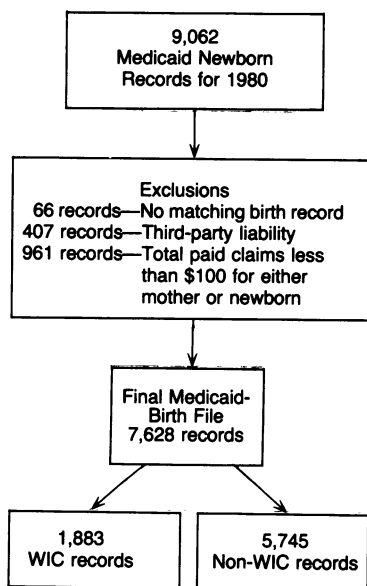 9,062
Medicaid Newborn
Records for 1980
Exclusions
66 records—No matching birth record
407 records—Third-party liability
961 records—Total paid claims less
than $100 for either
mother or newborn
Final Medicaid-
Birth File
7,628 records
1,883
WIC records
5,745
Non-WIC records